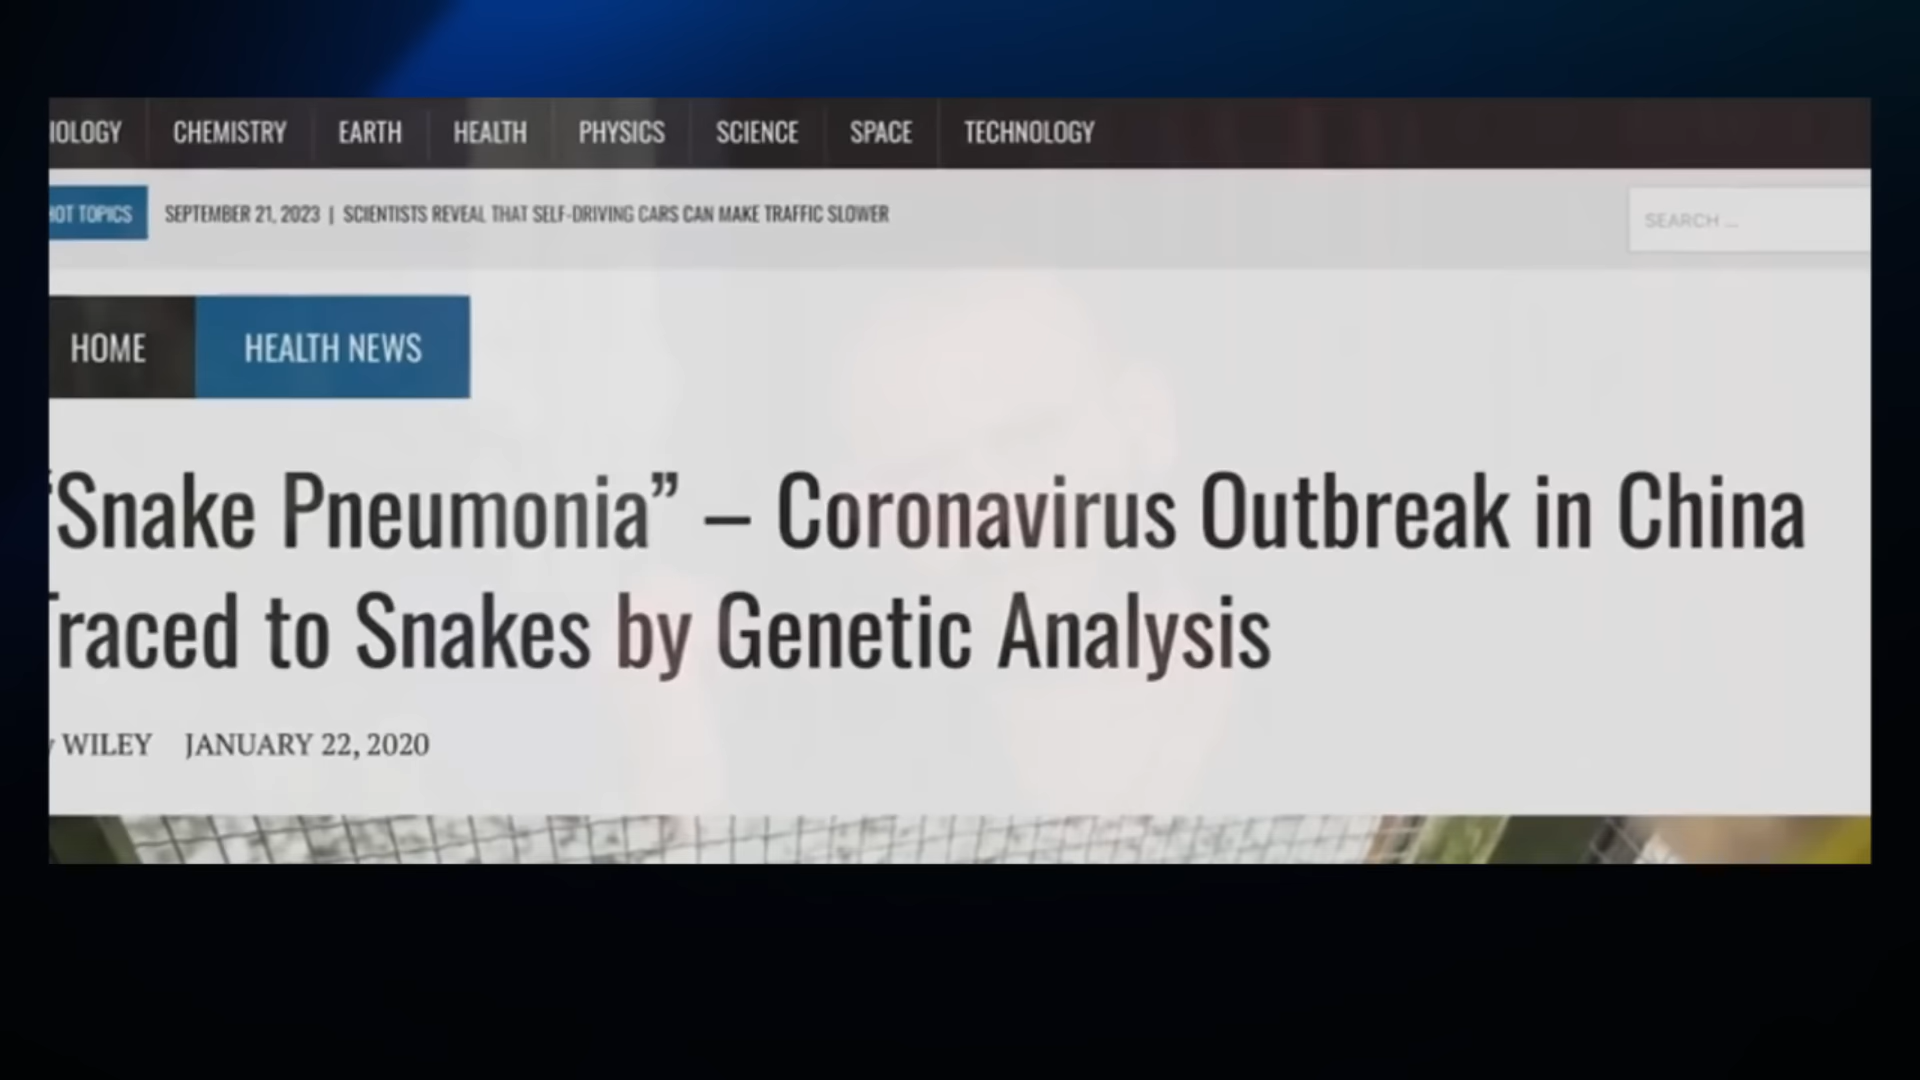 IOLOGY CHEMISTRY EARTH HEALTH PHYSICS SCIENCE SPACE TECHNOLOGY
HOT TOPICS SEPTEMBER 21, 2023 | SCIENTISTS REVEAL THAT SELF-DRIVING CARS CAN MAKE TRAFFIC SLOWER SEARCH ...
HOME HEALTH NEWS
“Snake Pneumonia” – Coronavirus Outbreak in China
Traced to Snakes by Genetic Analysis
y WILEY JANUARY 22, 2020